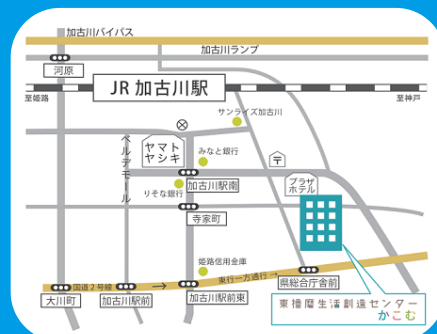 加古川バイパス
加古川ランプ
河原
JR 加古川駅
至姫路
至神戸
サンライズ加古川
ベルデモール
ヤマト
ヤシキ
みなと銀行
〒
りそな銀行
加古川駅南
プラザ
ホテル
寺家町
姫路信用金庫
国道2号線
→
東行一方通行→
大川町
加古川駅前
加古川駅前東
県総合庁舎前
東播磨生活創造センター
かこむ